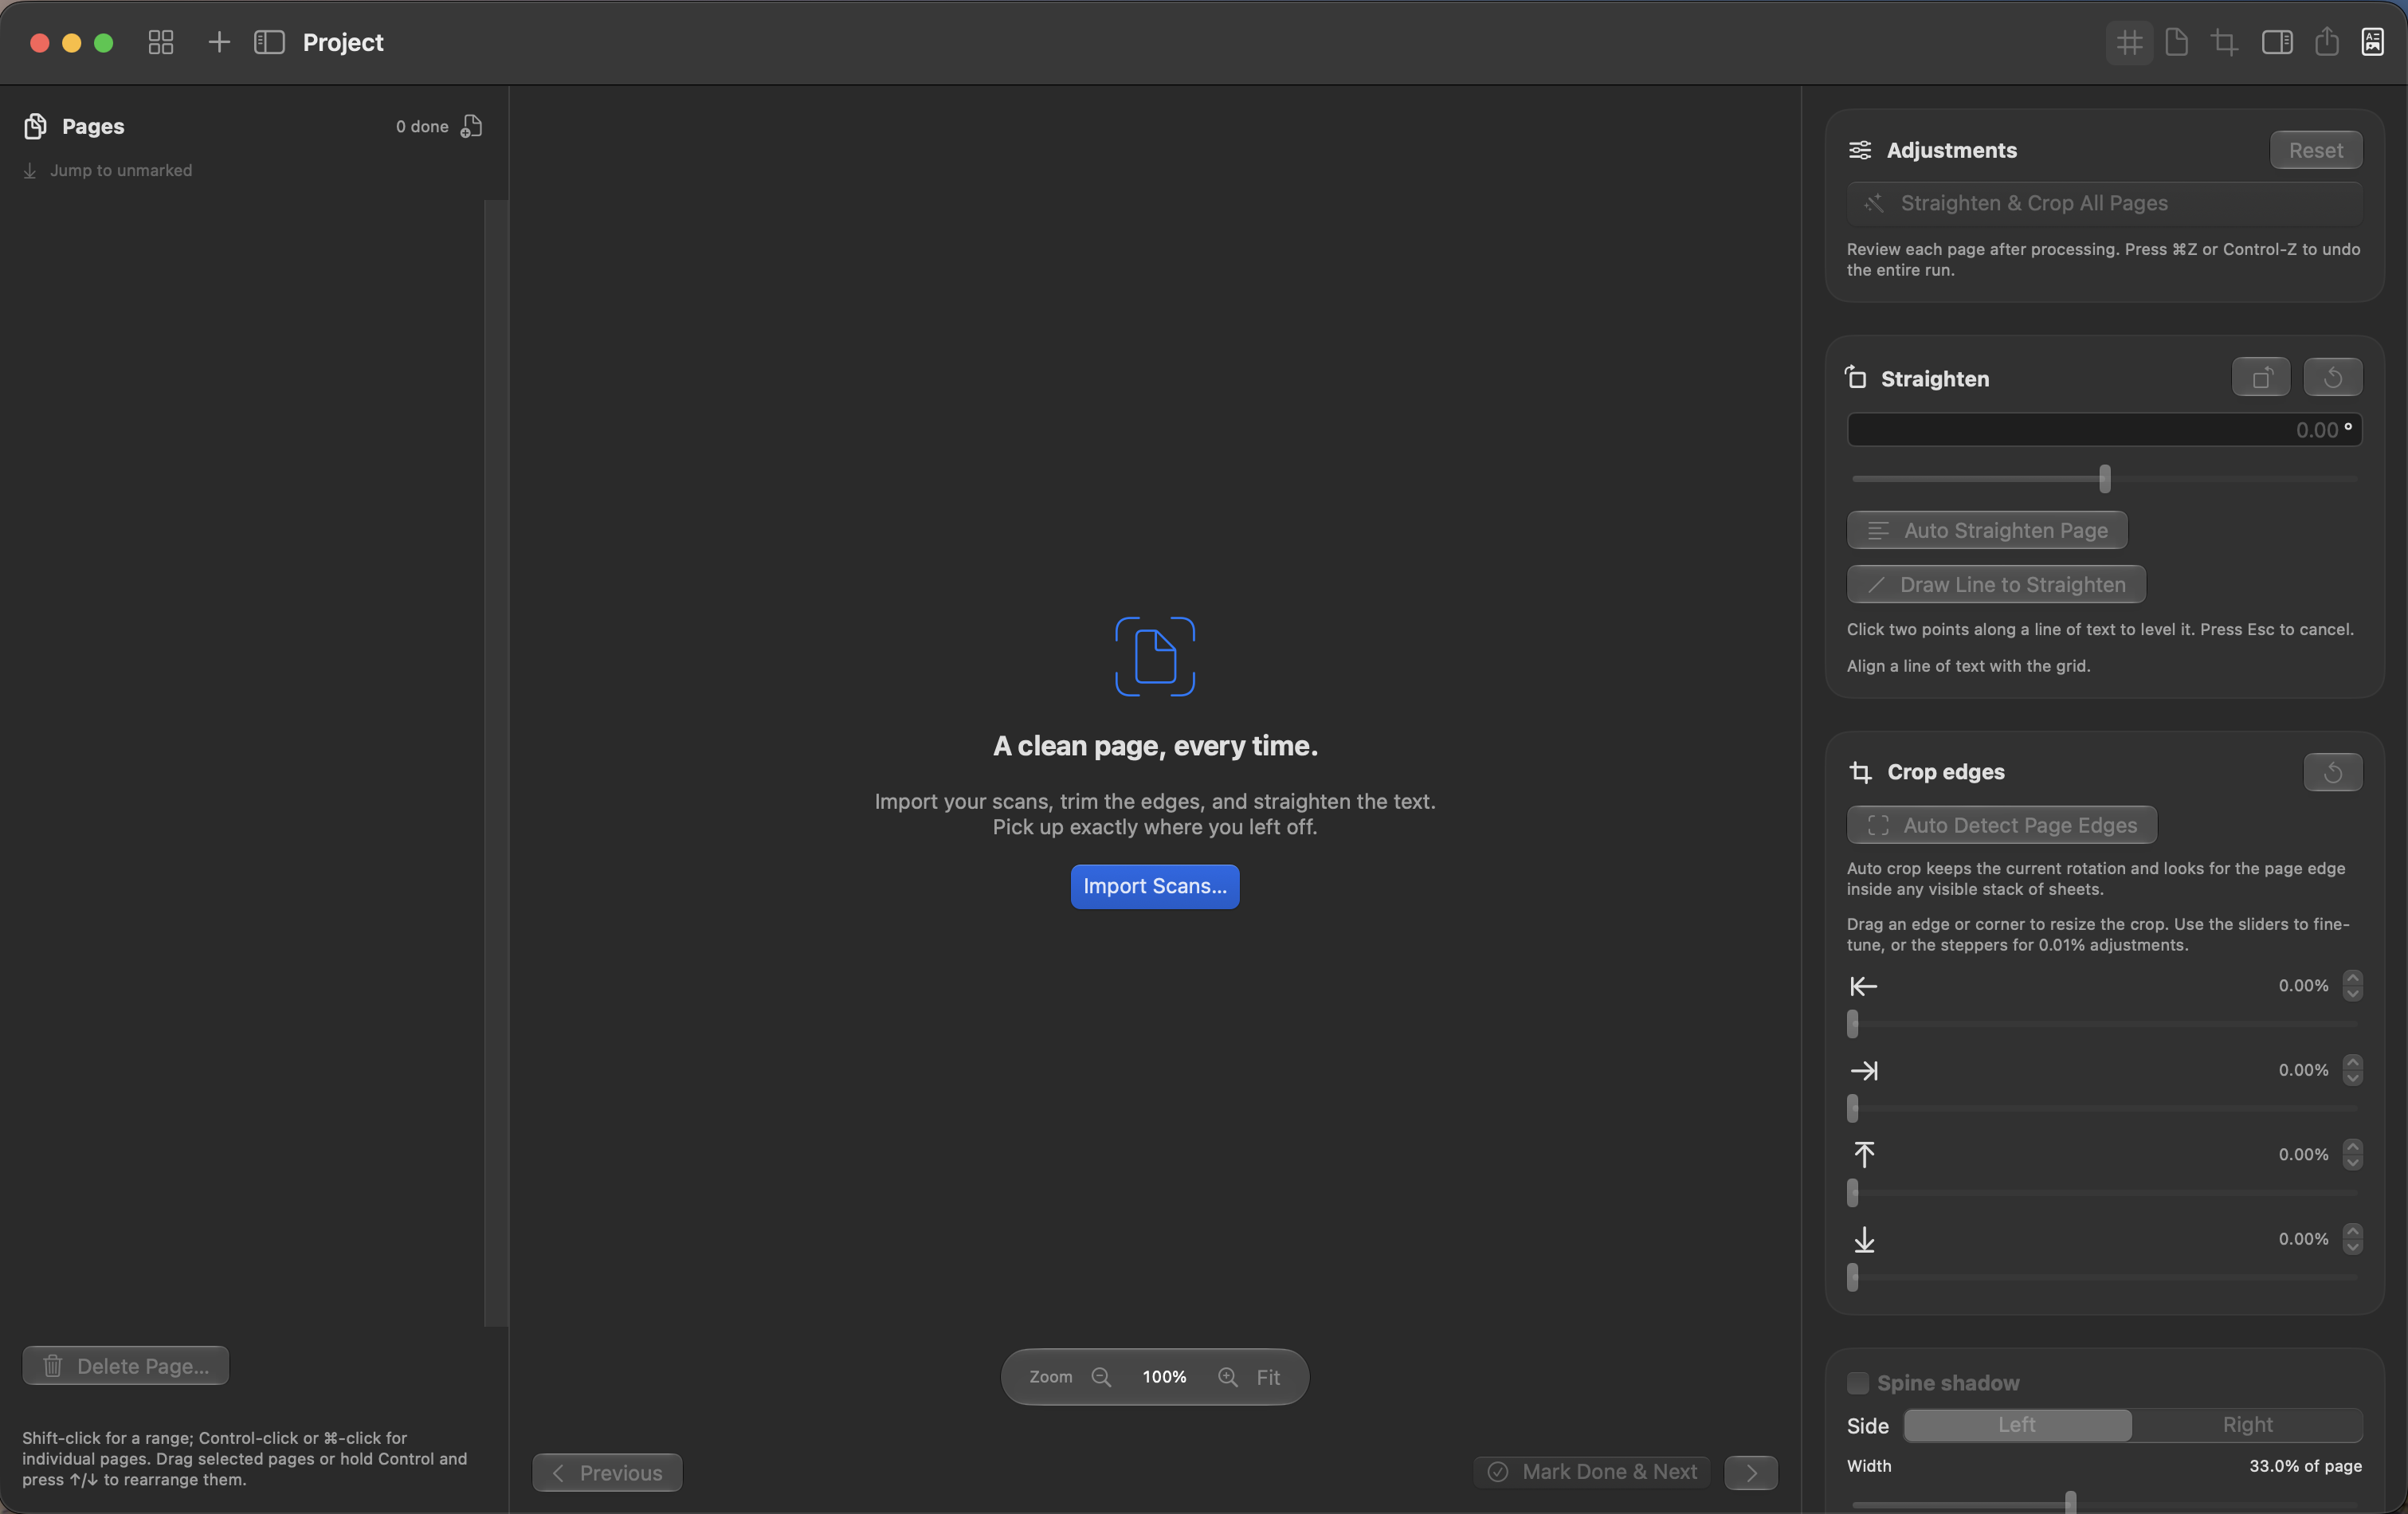 Project
Pages
0 done
Jump to unmarked
A clean page, every time.
Import your scans, trim the edges, and straighten the text.
Pick up exactly where you left off.
Import Scans...
Delete Page...
Shift-click for a range; Control-click or ⌘-click for
individual pages. Drag selected pages or hold Control and
press ↑/↓ to rearrange them.
Zoom 100% Fit
Previous
Mark Done & Next
Adjustments
Reset
Straighten & Crop All Pages
Review each page after processing. Press ⌘Z or Control-Z to undo
the entire run.
Straighten
0.00 °
Auto Straighten Page
Draw Line to Straighten
Click two points along a line of text to level it. Press Esc to cancel.
Align a line of text with the grid.
Crop edges
Auto Detect Page Edges
Auto crop keeps the current rotation and looks for the page edge
inside any visible stack of sheets.
Drag an edge or corner to resize the crop. Use the sliders to fine-
tune, or the steppers for 0.01% adjustments.
0.00%
0.00%
0.00%
0.00%
Spine shadow
Side Left Right
Width 33.0% of page